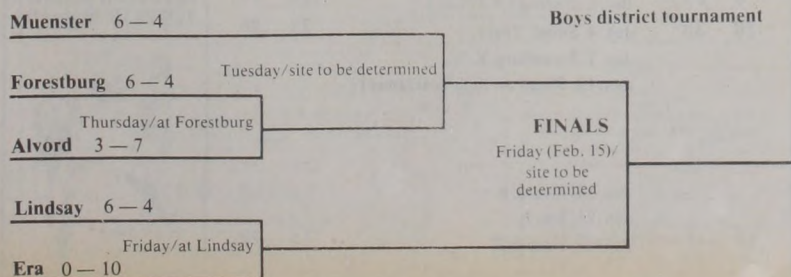 Boys district tournament
Muenster 6 — 4
Tuesday/site to be determined
Forestburg 6 — 4
Thursday/at Forestburg
Alvord 3 — 7
FINALS
Friday (Feb. 15)/
site to be
determined
Lindsay 6 — 4
Friday/at Lindsay
Era 0 — 10